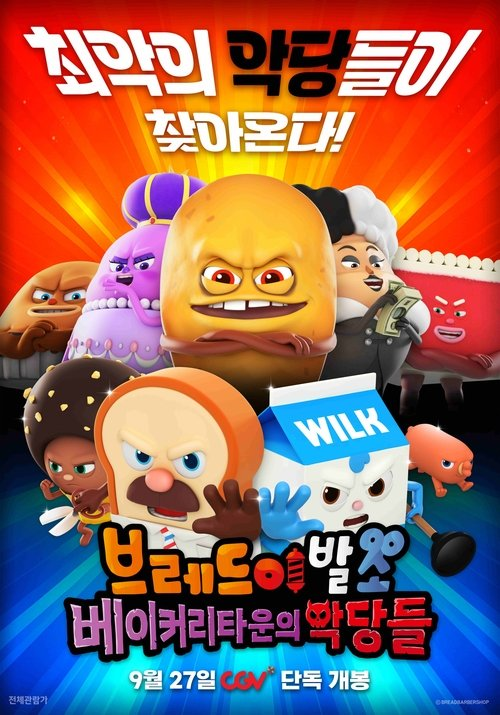 최악의 악당들이
찾아온다!
WILK
브레드이발쏘
베이커리타운의 악당들
9월 27일 CGV 단독 개봉
전체관람가
© BREADBARBERSHOP